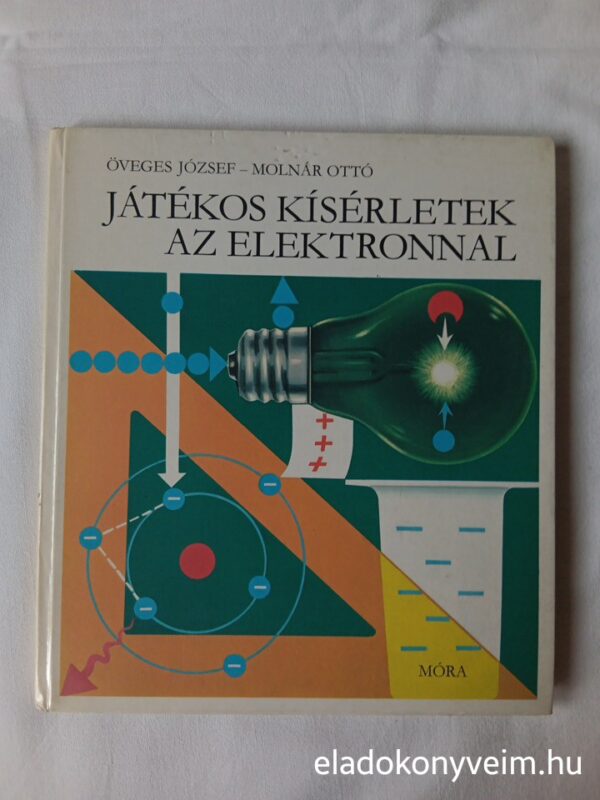 ÖVEGES JÓZSEF – MOLNÁR OTTÓ
JÁTÉKOS KÍSÉRLETEK
AZ ELEKTRONNAL
MÓRA
eladokonyveim.hu